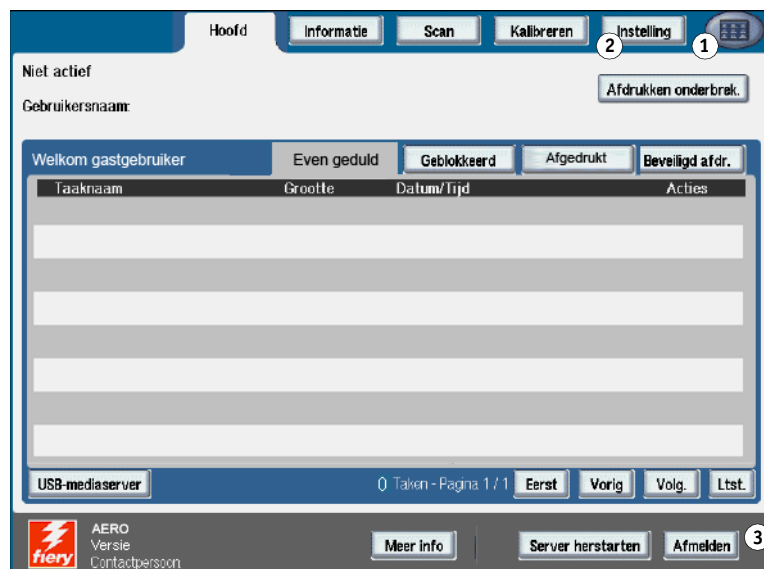 Hoofd Informatie Scan Kalibreren Instelling
2 1
Niet actief
Afdrukken onderbrek.
Gebruikersnaam:
Welkom gastgebruiker Even geduld Geblokkeerd Afgedrukt Beveiligd afdr.
Taaknaam Grootte Datum/Tijd Acties
USB-mediaserver 0 Taken - Pagina 1 / 1 Eerst Vorig Volg. Ltst.
fiery
AERO
Versie
Contactpersoon
Meer info Server herstarten Afmelden 3